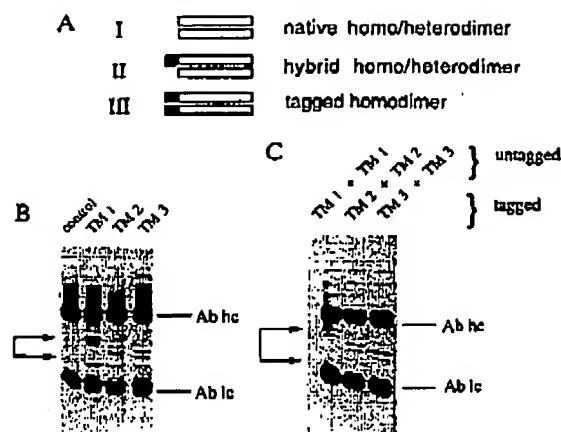 A
I native homo/heterodimer
II hybrid homo/heterodimer
III tagged homodimer
B
control TM 1 TM 2 TM 3
Ab hc
Ab lc
C
TM 1 * TM 1 } untagged
TM 2 * TM 2
TM 3 * TM 3 } tagged
Ab hc
Ab lc